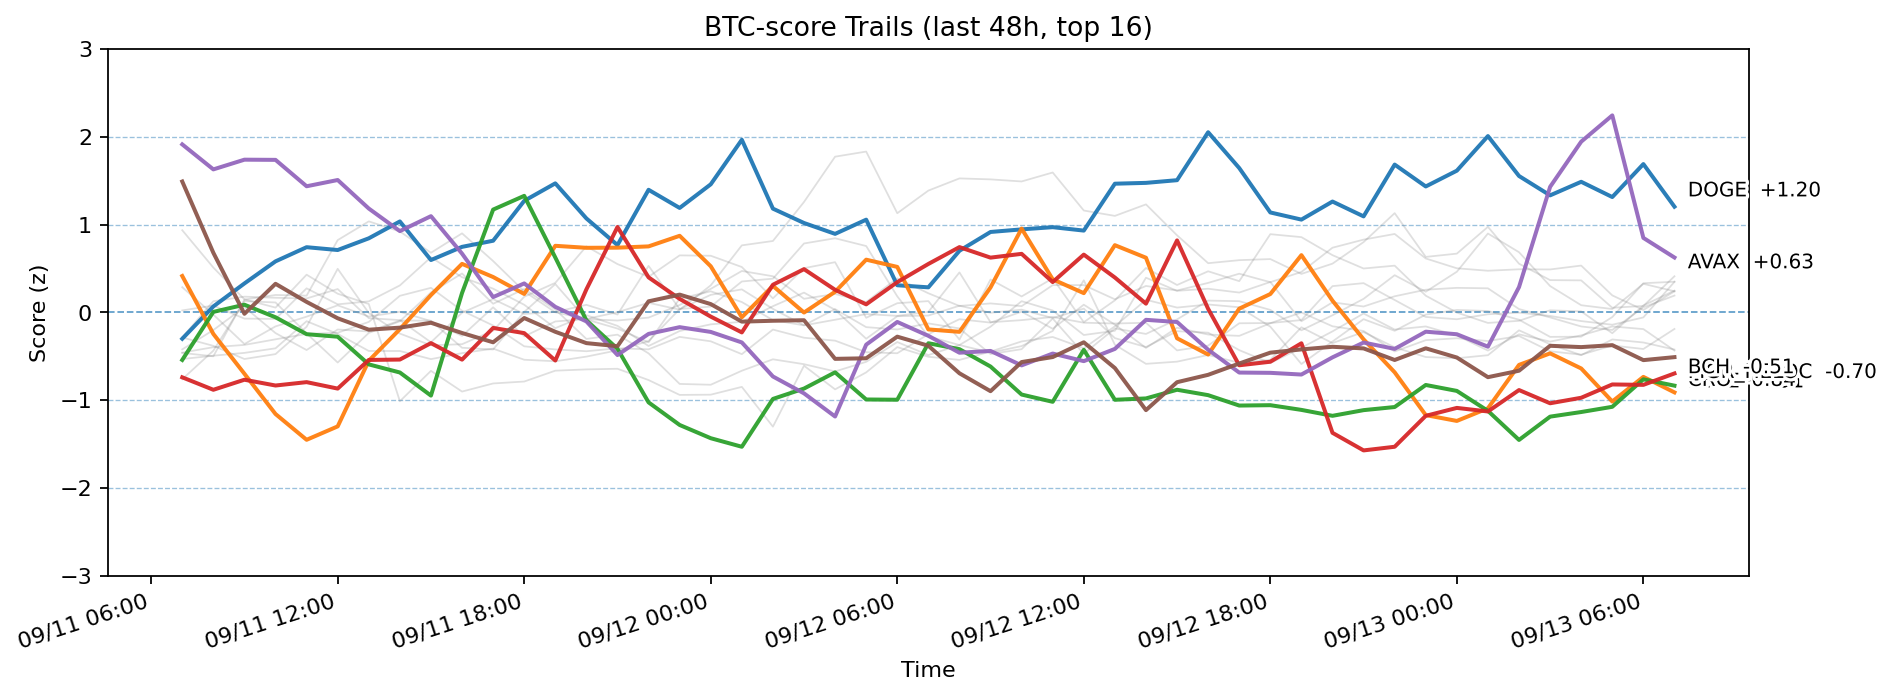 BTC-score Trails (last 48h, top 16)
Score (z)
3
2
1
0
−1
−2
−3
DOGE +1.20
AVAX +0.63
BCH -0.51
-0.70
09/11 06:00
09/11 12:00
09/11 18:00
09/12 00:00
09/12 06:00
09/12 12:00
09/12 18:00
09/13 00:00
09/13 06:00
Time